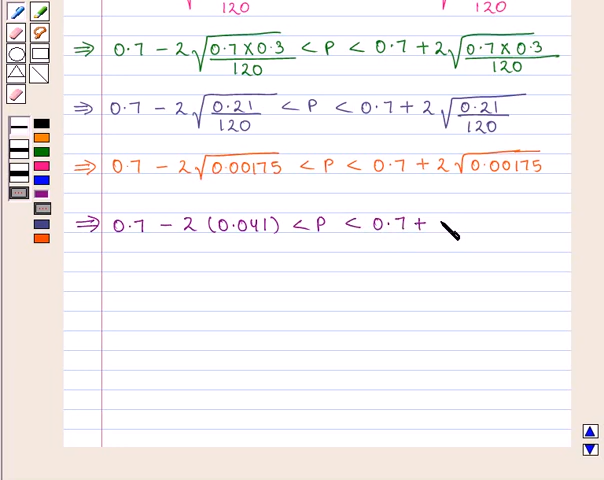 120 120
⇒ 0.7 - 2√(0.7×0.3/120) < P < 0.7 + 2√(0.7×0.3/120)
⇒ 0.7 - 2√(0.21/120) < P < 0.7 + 2√(0.21/120)
⇒ 0.7 - 2√0.00175 < P < 0.7 + 2√0.00175
⇒ 0.7 - 2 (0.041) < P < 0.7 +